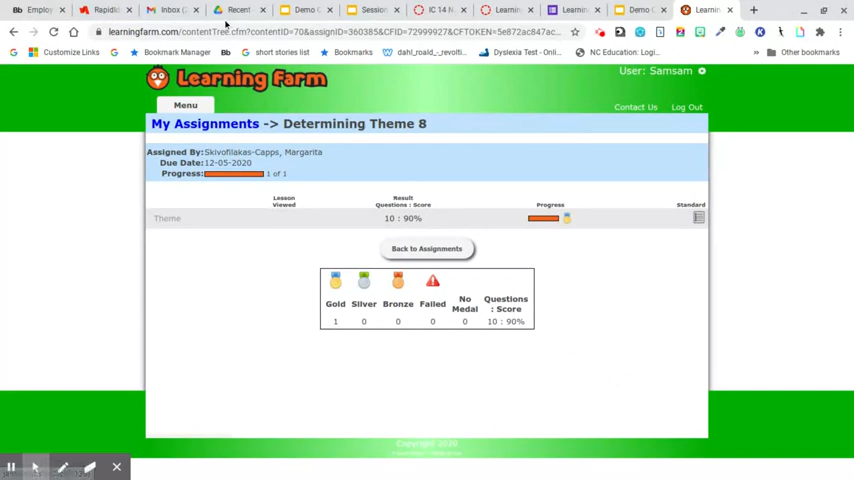 Employ
RapidId
Inbox (2
Recent
Demo C
Session
IC 14 N
Learning
Learning
Demo C
Learnin
learningfarm.com/contentTree.cfm?contentID=70&assignID=360385&CFID=72999927&CFTOKEN=5e872ac847ac...
Customize Links
Bookmark Manager
Bb
short stories list
Bookmarks
dahl_roald_-_revolti...
Dyslexia Test - Onli...
NC Education: Logi...
Other bookmarks
Learning Farm
User: Samsam
Menu
Contact Us
Log Out
My Assignments -> Determining Theme 8
Assigned By: Skivofilakas-Capps, Margarita
Due Date: 12-05-2020
Progress: 1 of 1
Lesson Viewed
Result Questions : Score
Progress
Standard
Theme 10 : 90%
Back to Assignments
Gold Silver Bronze Failed No Medal Questions : Score
1 0 0 0 0 10 : 90%
Copyright 2020